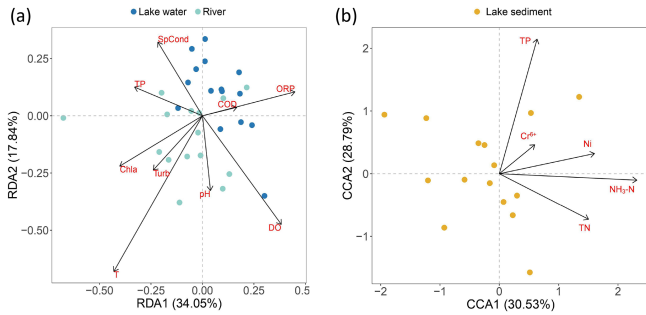 (a)
Lake water River
SpCond
TP
COD
ORP
Chla
Turb
pH
DO
T
0.25
0.00
−0.25
−0.50
RDA2 (17.84%)
−0.50 −0.25 0.00 0.25 0.50
RDA1 (34.05%)
(b)
Lake sediment
TP
Cr⁶⁺
Ni
NH₃-N
TN
2
1
0
−1
CCA2 (28.79%)
−2 −1 0 1 2
CCA1 (30.53%)